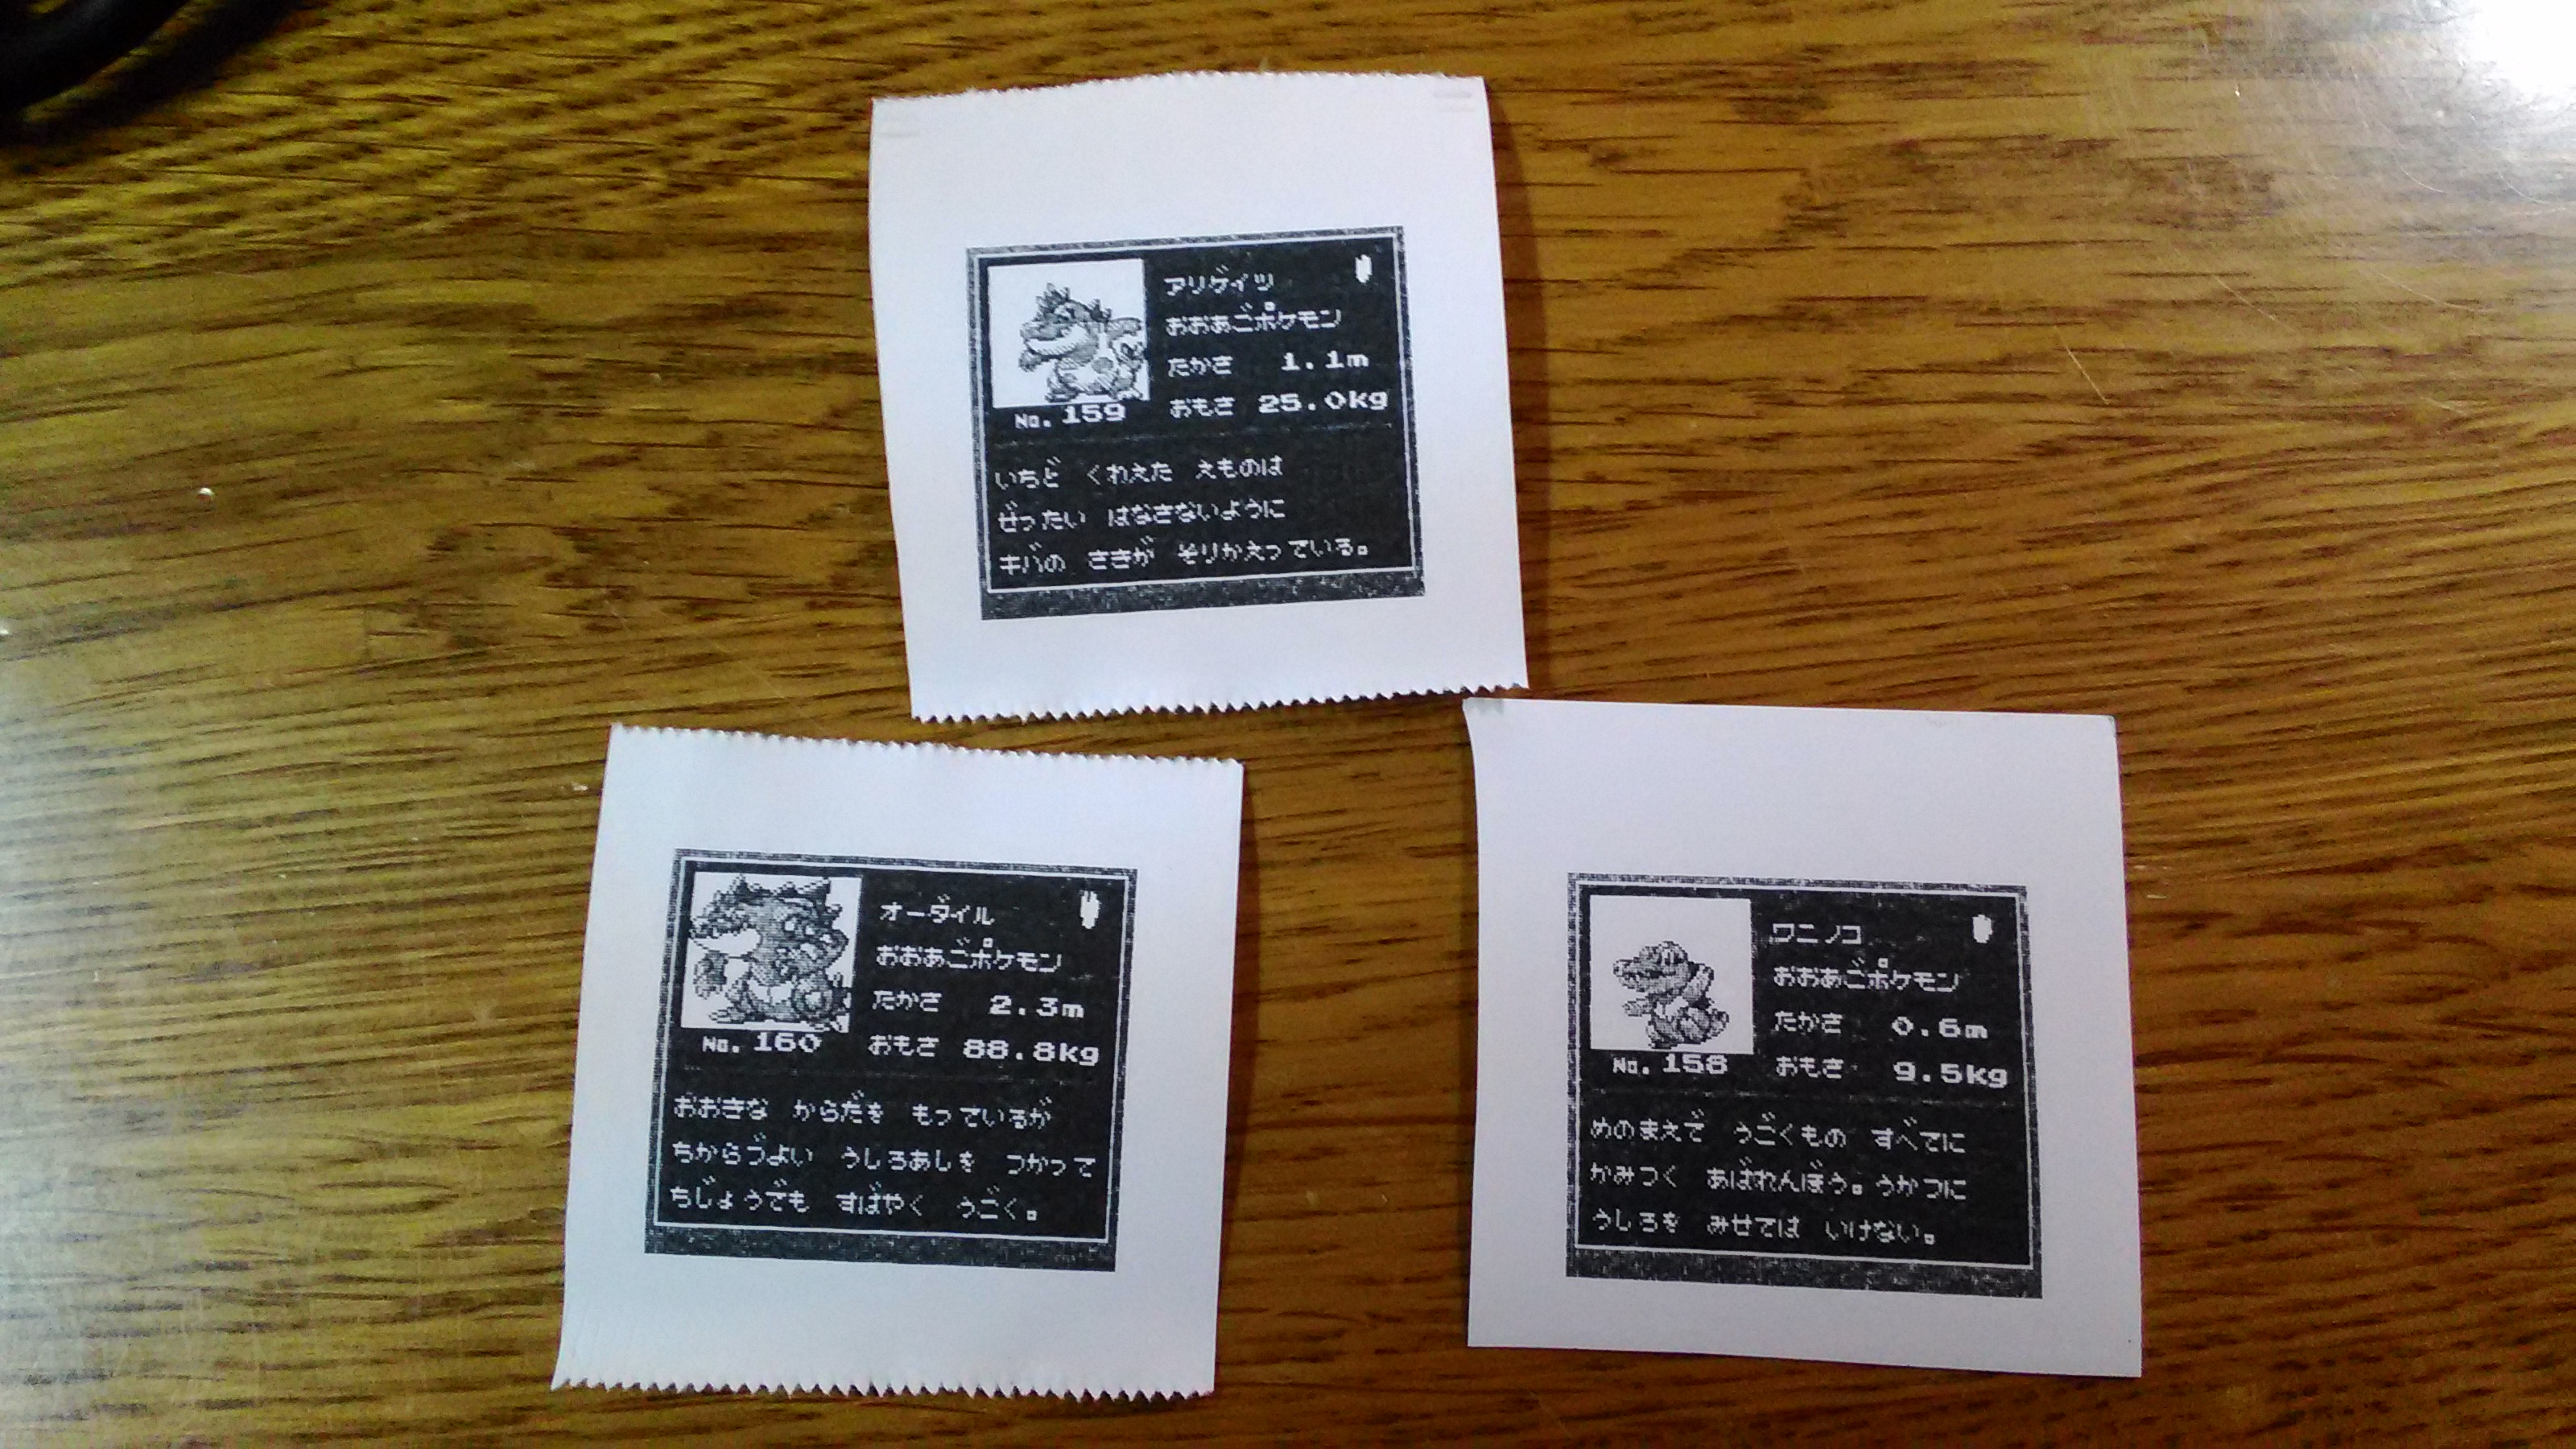 アリゲイツ
おおあごポケモン
たかさ 1.1m
おもさ 25.0kg
No.159
いちど くわえた えものは
ぜったい はなさないように
キバの さきが そりかえっている。
オーダイル
おおあごポケモン
たかさ 2.3m
おもさ 88.8kg
No.160
おおきな からだを もっているが
ちからづよい うしろあしを つかって
ちじょうでも すばやく うごく。
ワニノコ
おおあごポケモン
たかさ 0.6m
おもさ 9.5kg
No.158
めのまえで うごくもの すべてに
かみつく あばれんぼう。うかつに
うしろを みせては いけない。